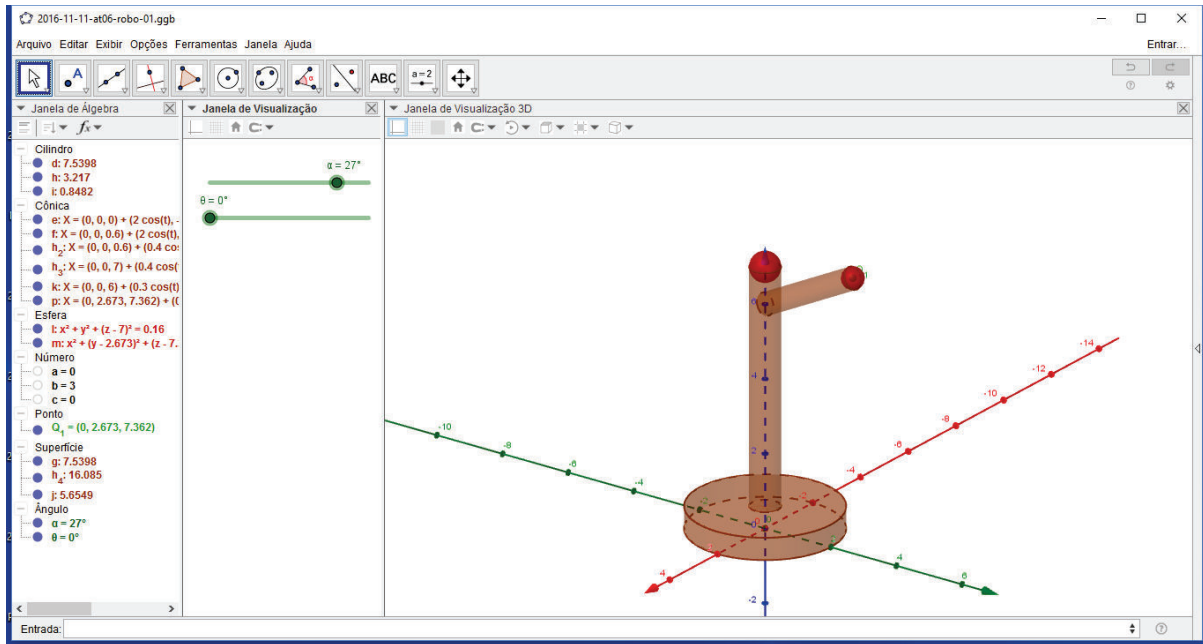 2016-11-11-at06-robo-01.ggb
Arquivo Editar Exibir Opções Ferramentas Janela Ajuda
Entrar...
A
ABC
a = 2
Janela de Álgebra
Janela de Visualização
Janela de Visualização 3D
fx
Cilindro
d: 7.5398
h: 3.217
i: 0.8482
Cônica
e: X = (0, 0, 0) + (2 cos(t), -
f: X = (0, 0, 0.6) + (2 cos(t),
h₂: X = (0, 0, 0.6) + (0.4 co
h₃: X = (0, 0, 7) + (0.4 cos(
k: X = (0, 0, 6) + (0.3 cos(t)
p: X = (0, 2.673, 7.362) + (
Esfera
l: x² + y² + (z - 7)² = 0.16
m: x² + (y - 2.673)² + (z - 7.
Número
a = 0
b = 3
c = 0
Ponto
Q₁ = (0, 2.673, 7.362)
Superfície
g: 7.5398
h₄: 16.085
j: 5.6549
Ângulo
α = 27°
θ = 0°
α = 27°
θ = 0°
6
4
2
0
-2
-14
-12
-10
-8
-6
-4
4
-10
-8
-6
-4
-2
4
6
Entrada: